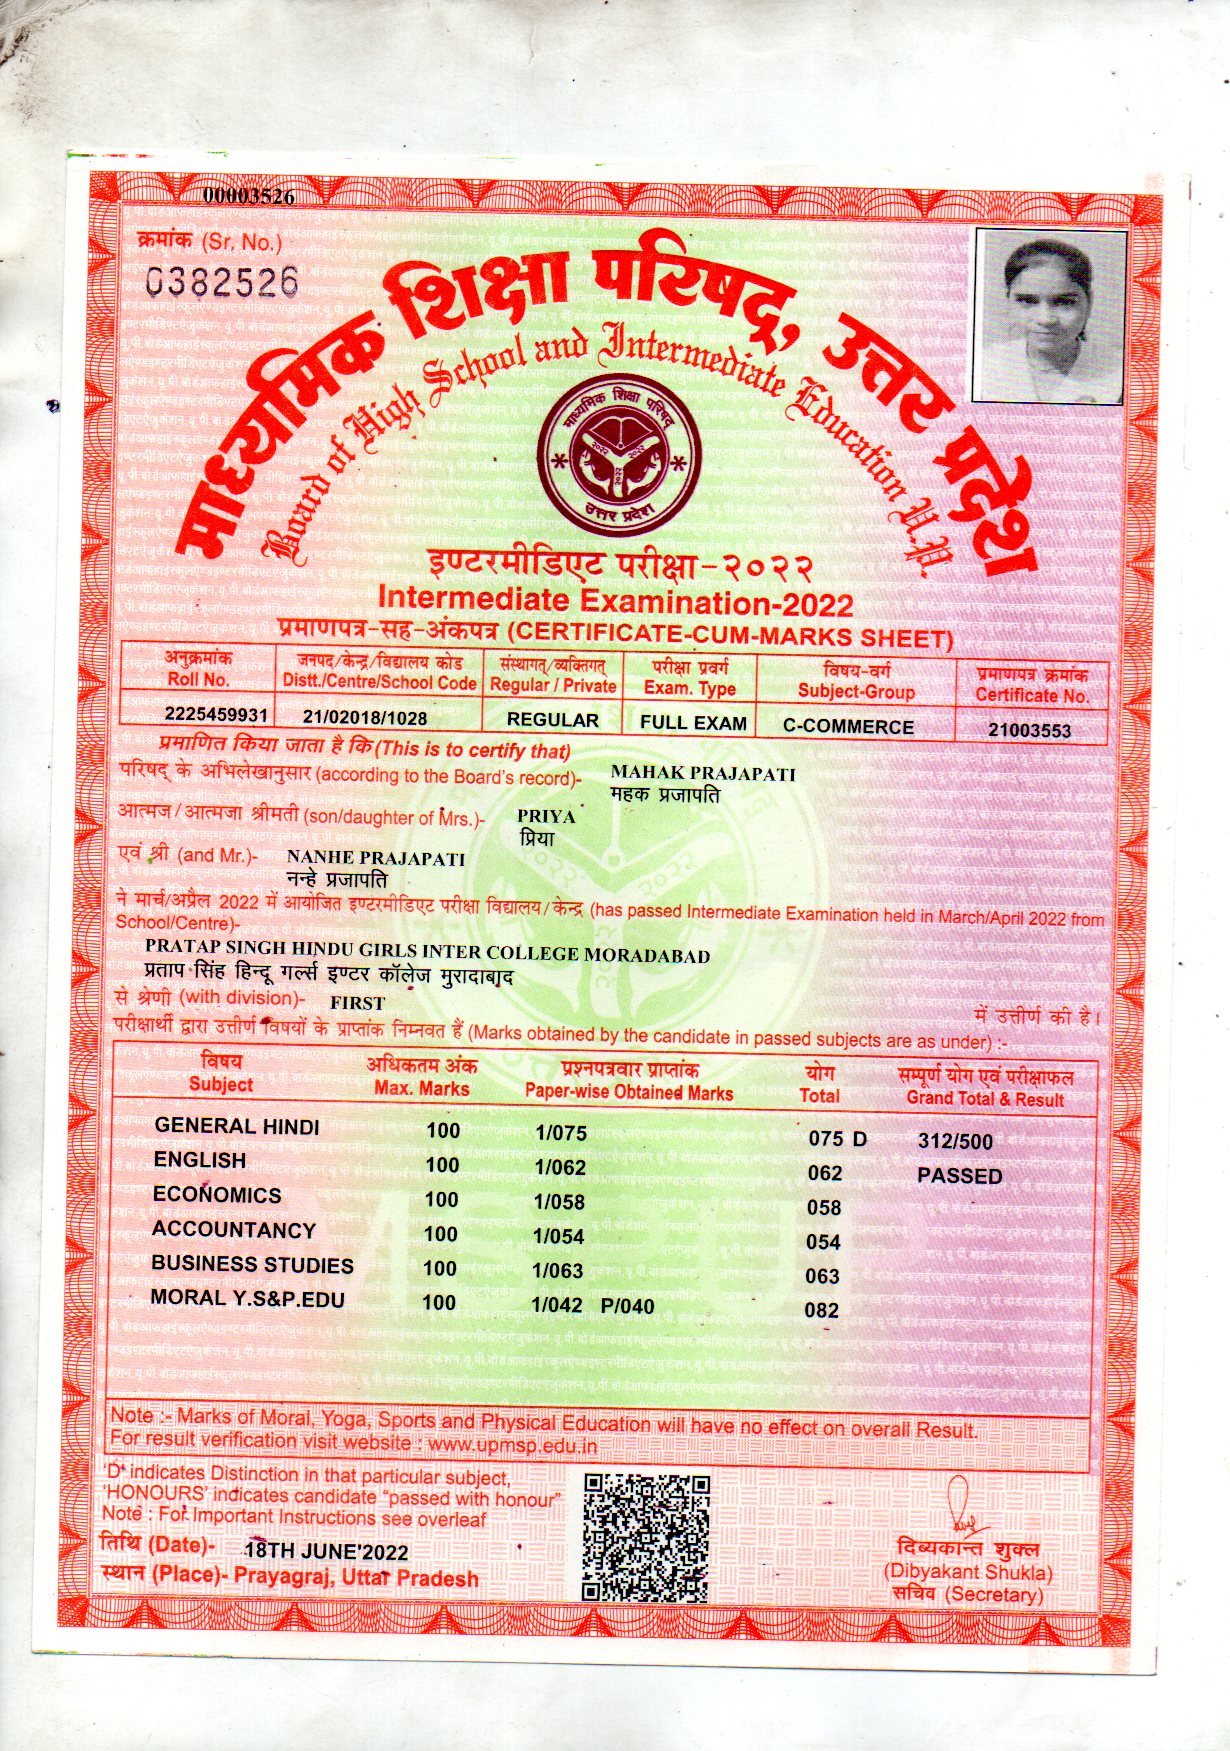 00003526
क्रमांक (Sr. No.)
0382526
माध्यमिक शिक्षा परिषद्, उत्तर प्रदेश
Board of High School and Intermediate Education U.P.
माध्यमिक शिक्षा परिषद्
२०२२ २०२२
२०२२
उत्तर प्रदेश
इण्टरमीडिएट परीक्षा-२०२२
Intermediate Examination-2022
प्रमाणपत्र-सह-अंकपत्र (CERTIFICATE-CUM-MARKS SHEET)
अनुक्रमांक जनपद/केन्द्र/विद्यालय कोड संस्थागत्/व्यक्तिगत् परीक्षा प्रवर्ग विषय-वर्ग प्रमाणपत्र क्रमांक
Roll No. Distt./Centre/School Code Regular / Private Exam. Type Subject-Group Certificate No.
2225459931 21/02018/1028 REGULAR FULL EXAM C-COMMERCE 21003553
प्रमाणित किया जाता है कि (This is to certify that)
परिषद् के अभिलेखानुसार (according to the Board's record)- MAHAK PRAJAPATI
महक प्रजापति
आत्मज/आत्मजा श्रीमती (son/daughter of Mrs.)- PRIYA
प्रिया
एवं श्री (and Mr.)- NANHE PRAJAPATI
नन्हे प्रजापति
ने मार्च/अप्रैल 2022 में आयोजित इण्टरमीडिएट परीक्षा विद्यालय/केन्द्र (has passed Intermediate Examination held in March/April 2022 from
School/Centre)-
PRATAP SINGH HINDU GIRLS INTER COLLEGE MORADABAD
प्रताप सिंह हिन्दू गर्ल्स इण्टर कॉलेज मुरादाबाद
से श्रेणी (with division)- FIRST में उत्तीर्ण की है।
परीक्षार्थी द्वारा उत्तीर्ण विषयों के प्राप्तांक निम्नवत हैं (Marks obtained by the candidate in passed subjects are as under) :-
विषय अधिकतम अंक प्रश्नपत्रवार प्राप्तांक योग सम्पूर्ण योग एवं परीक्षाफल
Subject Max. Marks Paper-wise Obtained Marks Total Grand Total & Result
GENERAL HINDI 100 1/075 075 D 312/500
ENGLISH 100 1/062 062 PASSED
ECONOMICS 100 1/058 058
ACCOUNTANCY 100 1/054 054
BUSINESS STUDIES 100 1/063 063
MORAL Y.S&P.EDU 100 1/042 P/040 082
Note :- Marks of Moral, Yoga, Sports and Physical Education will have no effect on overall Result.
For result verification visit website : www.upmsp.edu.in
'D' indicates Distinction in that particular subject,
'HONOURS' indicates candidate "passed with honour"
Note : For Important Instructions see overleaf
तिथि (Date)- 18TH JUNE'2022
स्थान (Place)- Prayagraj, Uttar Pradesh
दिब्यकान्त शुक्ल
(Dibyakant Shukla)
सचिव (Secretary)